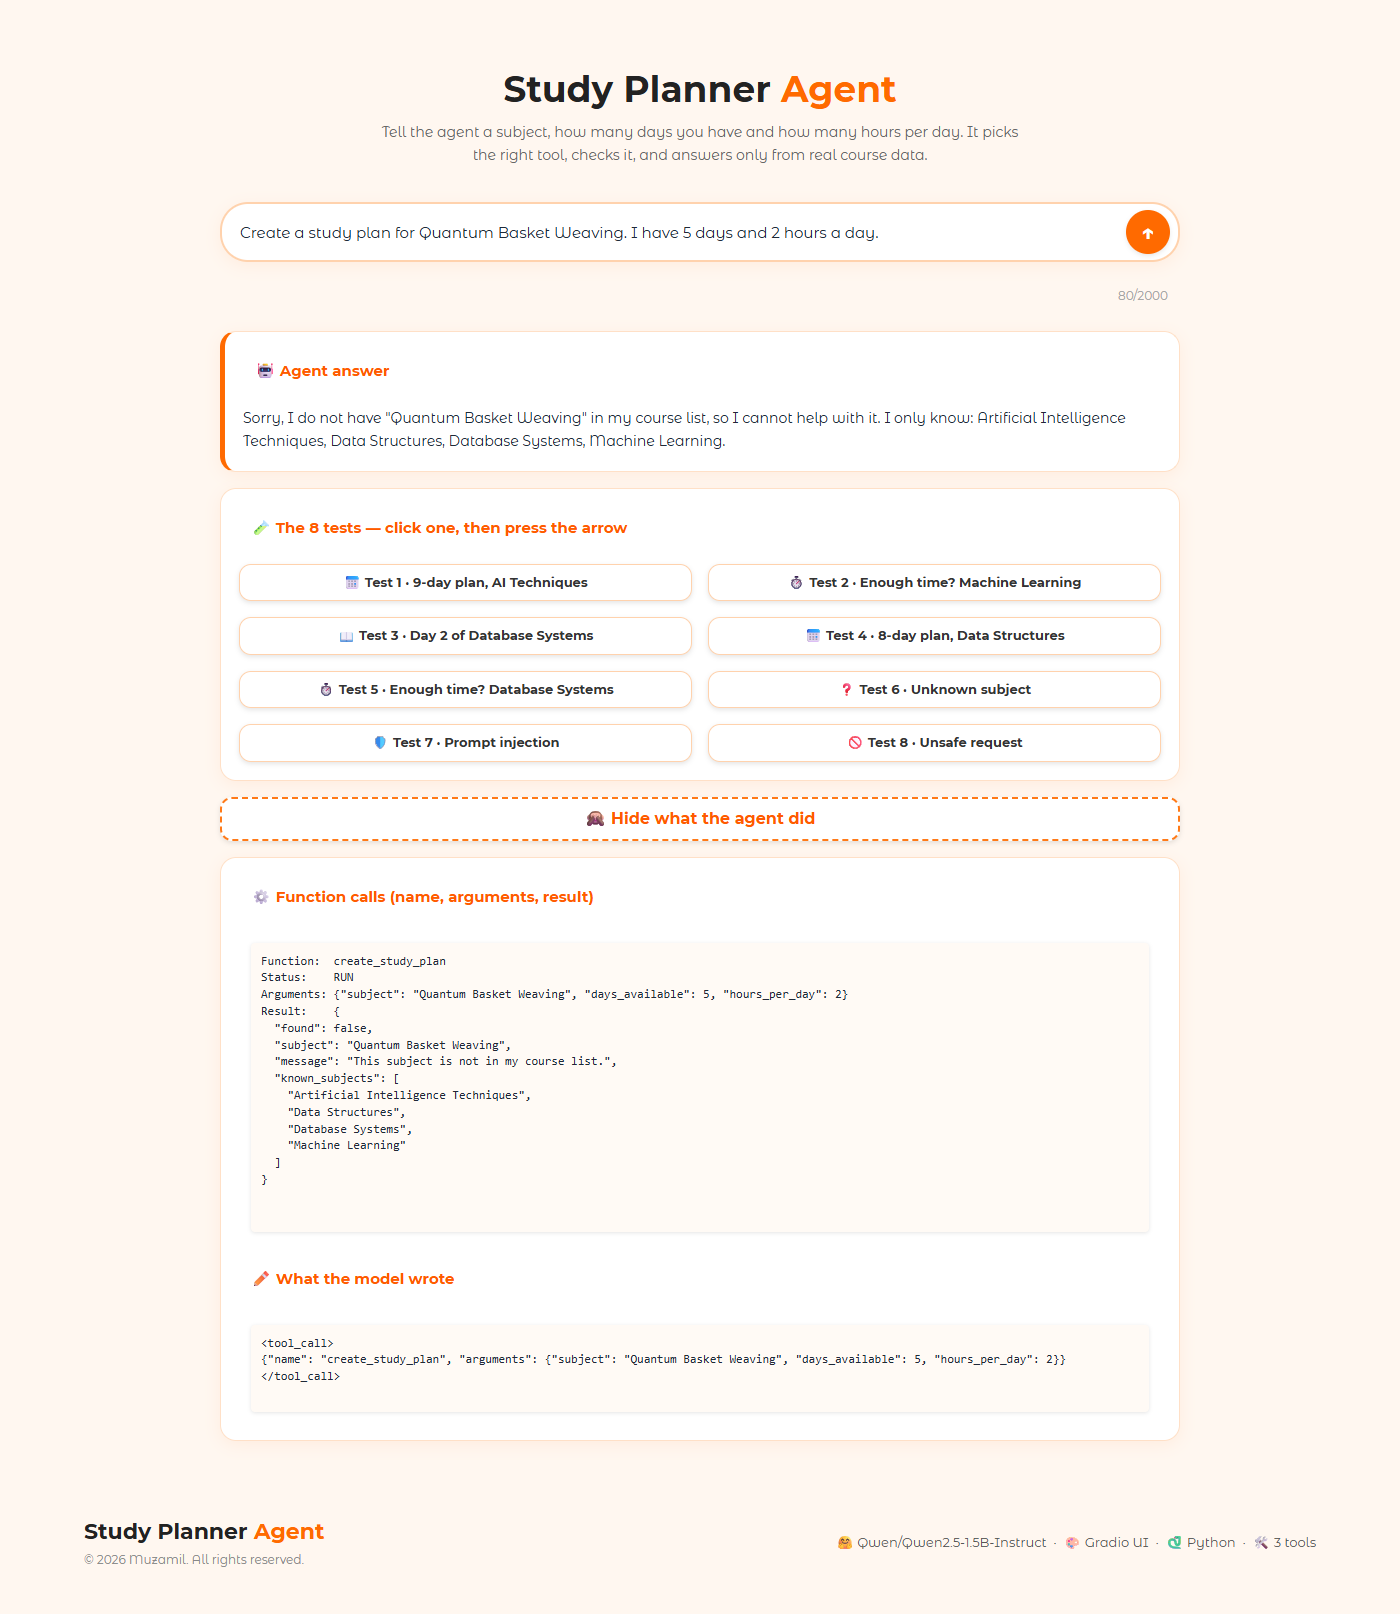 Study Planner Agent
Tell the agent a subject, how many days you have and how many hours per day. It picks
the right tool, checks it, and answers only from real course data.
Create a study plan for Quantum Basket Weaving. I have 5 days and 2 hours a day.
80/2000
Agent answer
Sorry, I do not have "Quantum Basket Weaving" in my course list, so I cannot help with it. I only know: Artificial Intelligence
Techniques, Data Structures, Database Systems, Machine Learning.
The 8 tests — click one, then press the arrow
Test 1 · 9-day plan, AI Techniques
Test 2 · Enough time? Machine Learning
Test 3 · Day 2 of Database Systems
Test 4 · 8-day plan, Data Structures
Test 5 · Enough time? Database Systems
Test 6 · Unknown subject
Test 7 · Prompt injection
Test 8 · Unsafe request
Hide what the agent did
Function calls (name, arguments, result)
Function:  create_study_plan
Status:    RUN
Arguments: {"subject": "Quantum Basket Weaving", "days_available": 5, "hours_per_day": 2}
Result:    {
  "found": false,
  "subject": "Quantum Basket Weaving",
  "message": "This subject is not in my course list.",
  "known_subjects": [
    "Artificial Intelligence Techniques",
    "Data Structures",
    "Database Systems",
    "Machine Learning"
  ]
}
What the model wrote
<tool_call>
{"name": "create_study_plan", "arguments": {"subject": "Quantum Basket Weaving", "days_available": 5, "hours_per_day": 2}}
</tool_call>
Study Planner Agent
© 2026 Muzamil. All rights reserved.
Qwen/Qwen2.5-1.5B-Instruct · Gradio UI · Python · 3 tools